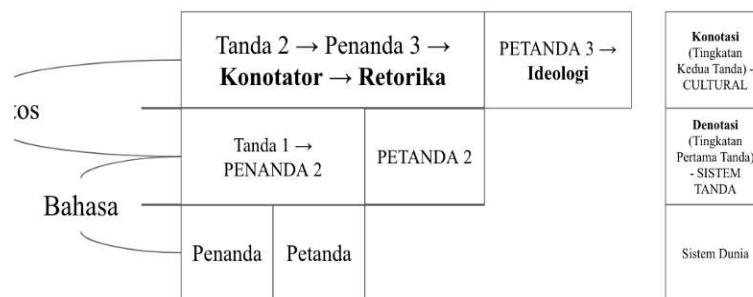 Tanda 2 → Penanda 3 →
Konotator → Retorika
PETANDA 3 →
Ideologi
Konotasi
(Tingkatan
Kedua Tanda) -
CULTURAL
tos
Tanda 1 →
PENANDA 2
PETANDA 2
Denotasi
(Tingkatan
Pertama Tanda)
- SISTEM
TANDA
Bahasa
Penanda
Petanda
Sistem Dunia